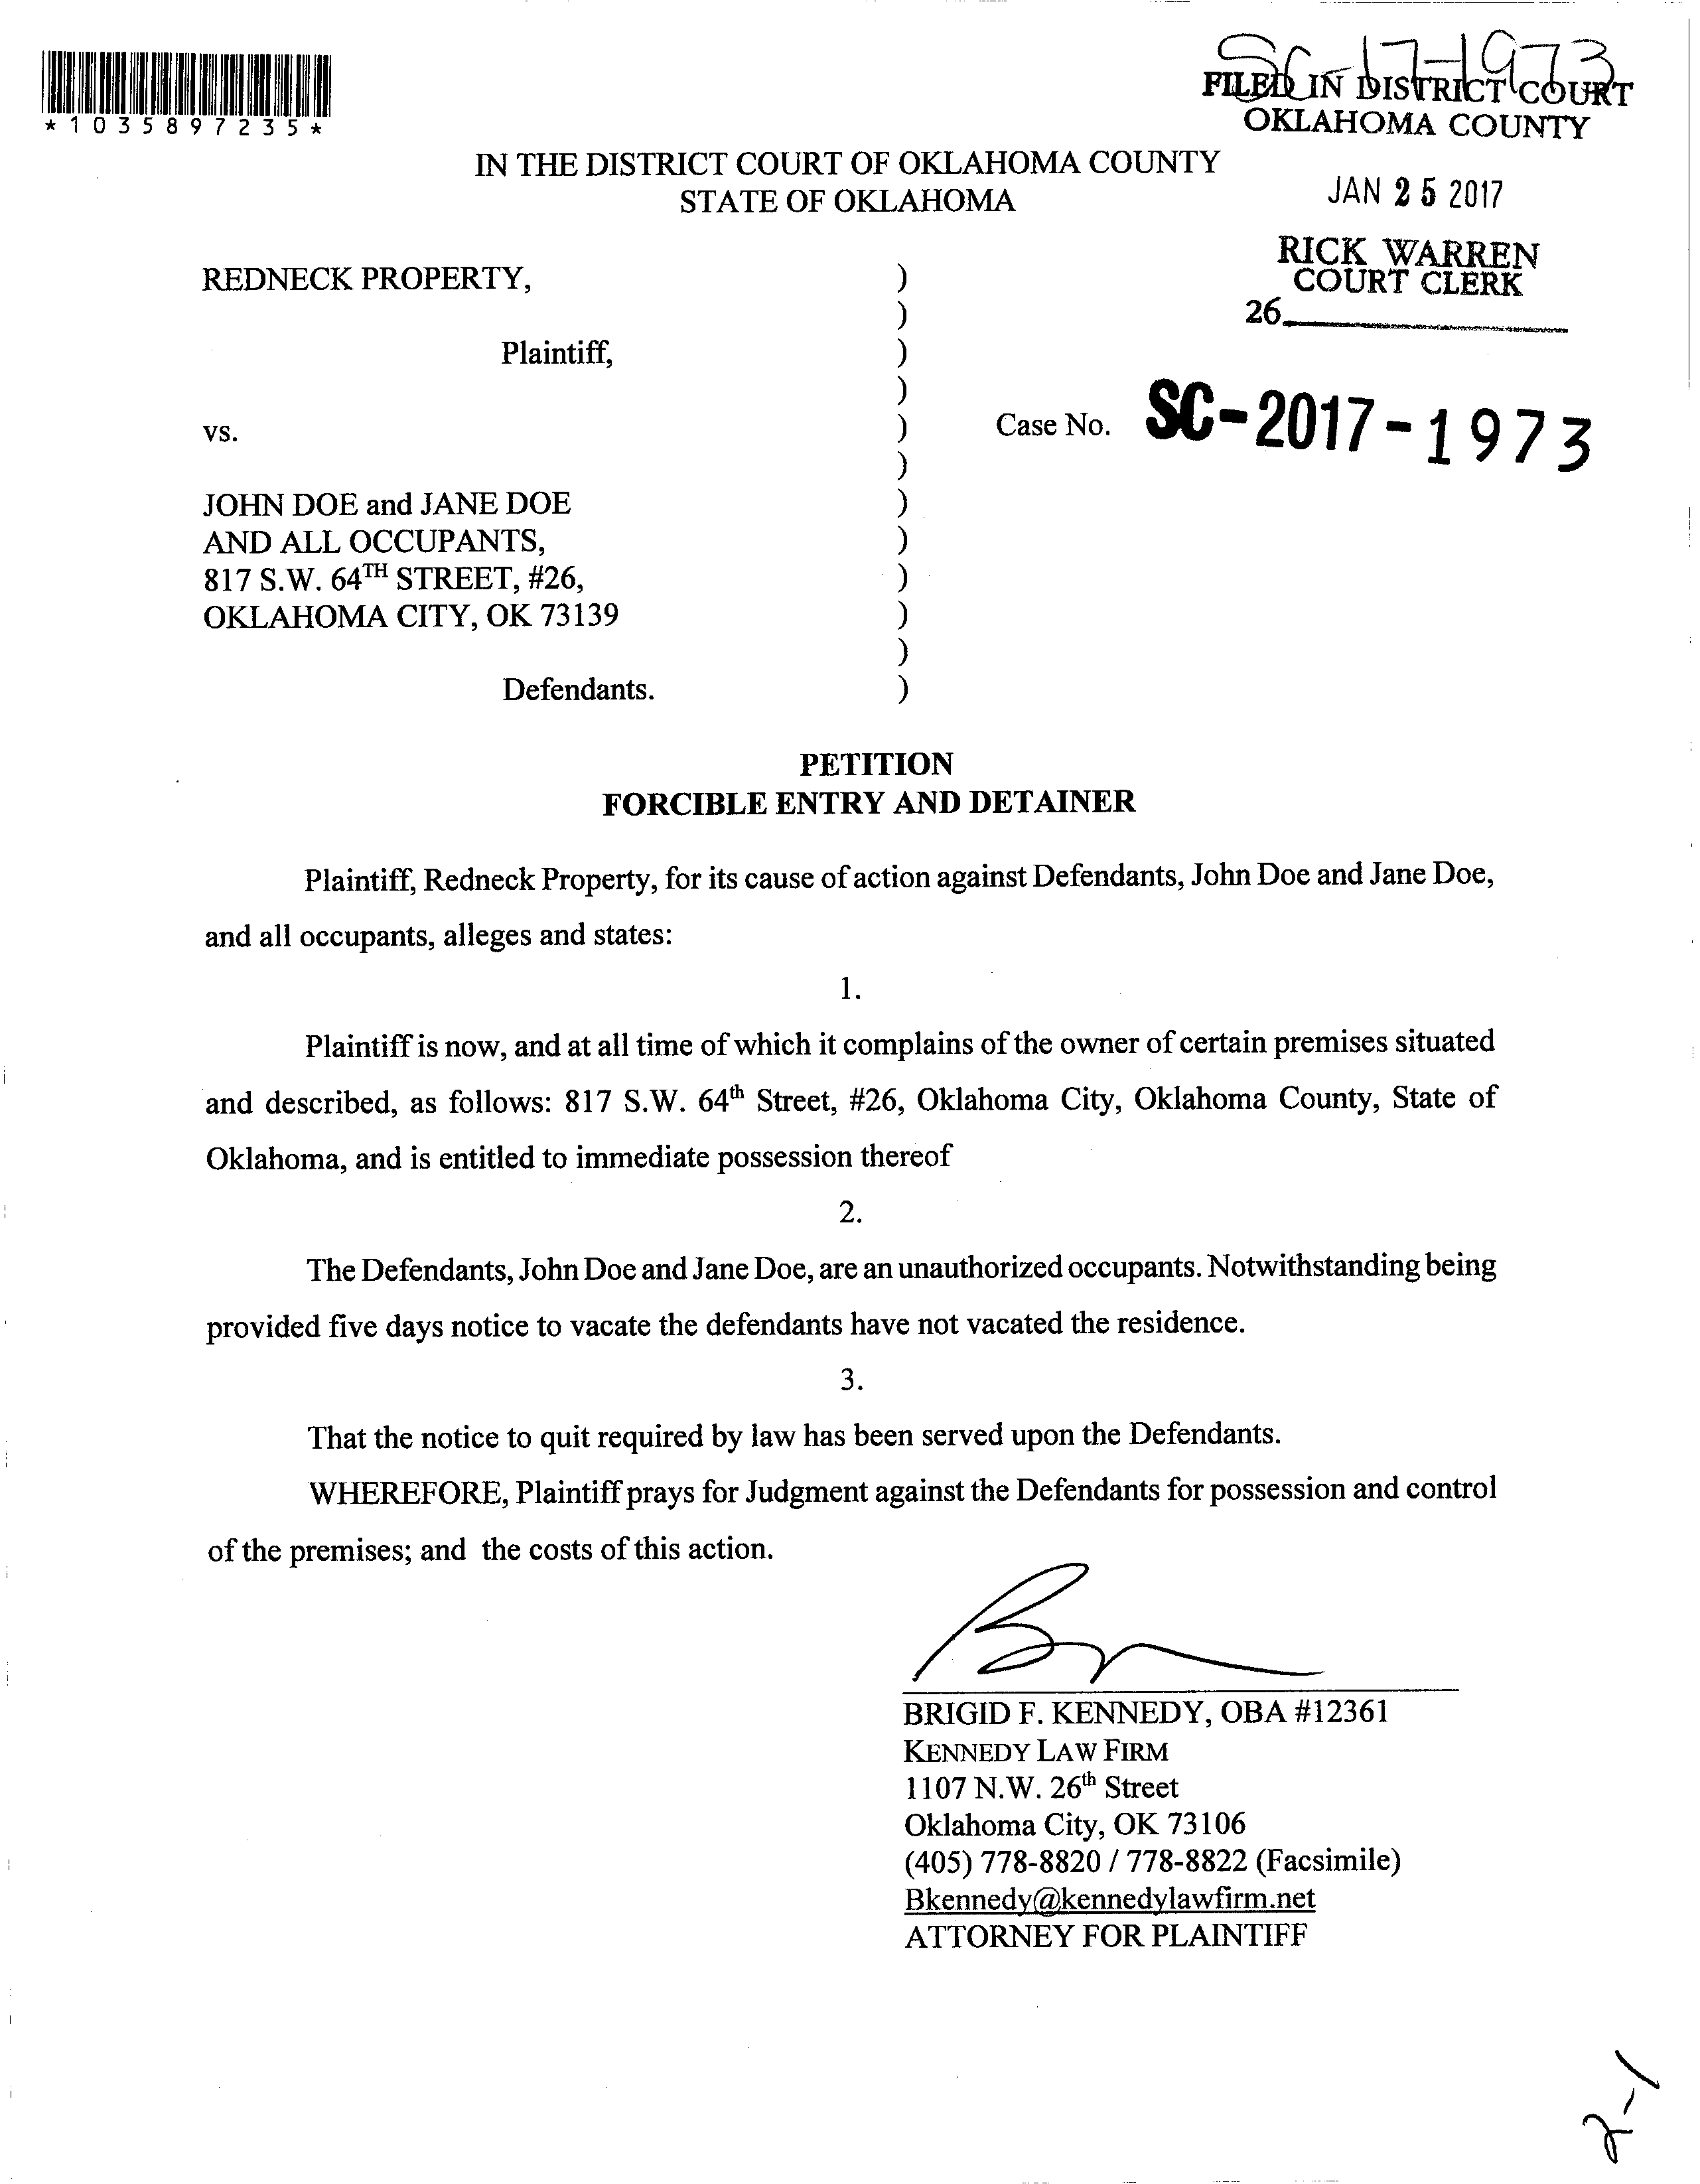 SC-17-1973
FILED IN DISTRICT COURT
OKLAHOMA COUNTY
*1035897235*
IN THE DISTRICT COURT OF OKLAHOMA COUNTY
STATE OF OKLAHOMA
JAN 25 2017
RICK WARREN
COURT CLERK
26
REDNECK PROPERTY, )
)
Plaintiff, )
)
vs. ) Case No. SC-2017-1973
)
JOHN DOE and JANE DOE )
AND ALL OCCUPANTS, )
817 S.W. 64TH STREET, #26, )
OKLAHOMA CITY, OK 73139 )
)
Defendants. )
PETITION
FORCIBLE ENTRY AND DETAINER
Plaintiff, Redneck Property, for its cause of action against Defendants, John Doe and Jane Doe,
and all occupants, alleges and states:
1.
Plaintiff is now, and at all time of which it complains of the owner of certain premises situated
and described, as follows: 817 S.W. 64th Street, #26, Oklahoma City, Oklahoma County, State of
Oklahoma, and is entitled to immediate possession thereof
2.
The Defendants, John Doe and Jane Doe, are an unauthorized occupants. Notwithstanding being
provided five days notice to vacate the defendants have not vacated the residence.
3.
That the notice to quit required by law has been served upon the Defendants.
WHEREFORE, Plaintiff prays for Judgment against the Defendants for possession and control
of the premises; and the costs of this action.
BRIGID F. KENNEDY, OBA #12361
KENNEDY LAW FIRM
1107 N.W. 26th Street
Oklahoma City, OK 73106
(405) 778-8820 / 778-8822 (Facsimile)
Bkennedy@kennedylawfirm.net
ATTORNEY FOR PLAINTIFF
2-1